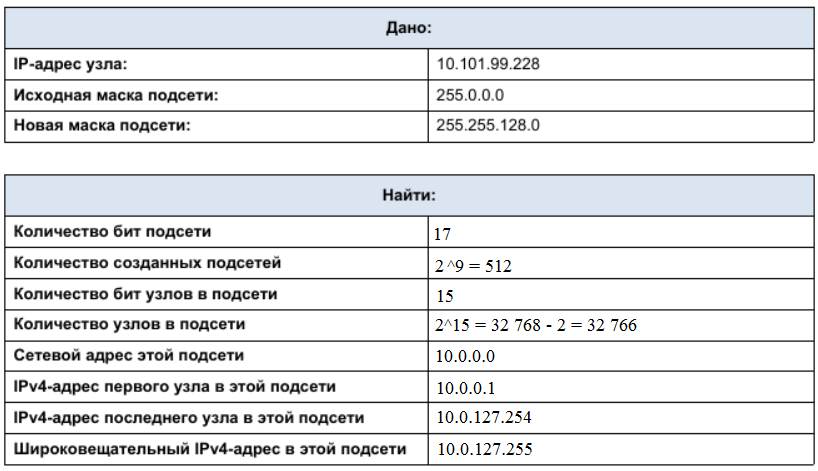 Дано:
IP-адрес узла: 10.101.99.228
Исходная маска подсети: 255.0.0.0
Новая маска подсети: 255.255.128.0
Найти:
Количество бит подсети 17
Количество созданных подсетей 2^9 = 512
Количество бит узлов в подсети 15
Количество узлов в подсети 2^15 = 32 768 - 2 = 32 766
Сетевой адрес этой подсети 10.0.0.0
IPv4-адрес первого узла в этой подсети 10.0.0.1
IPv4-адрес последнего узла в этой подсети 10.0.127.254
Широковещательный IPv4-адрес в этой подсети 10.0.127.255